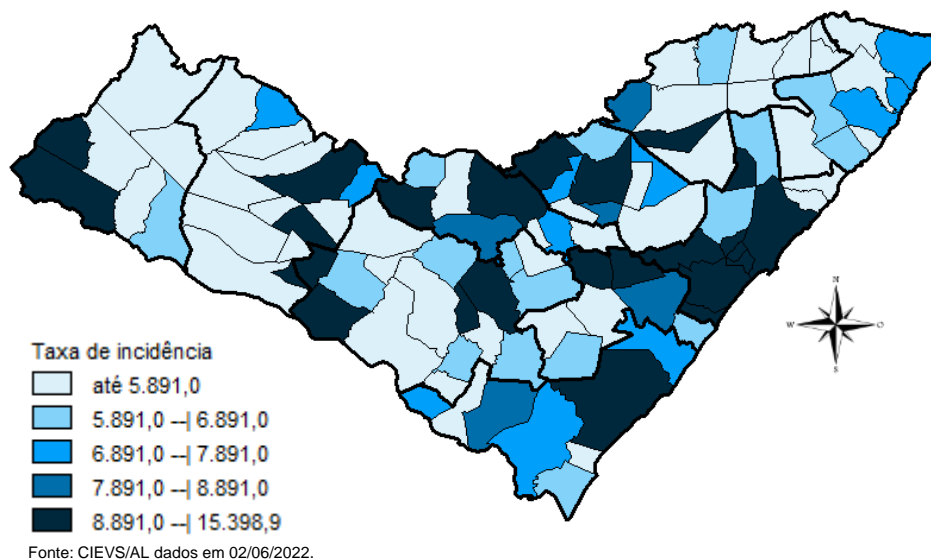 N
W
O
S
Taxa de incidência
até 5.891,0
5.891,0 --| 6.891,0
6.891,0 --| 7.891,0
7.891,0 --| 8.891,0
8.891,0 --| 15.398,9
Fonte: CIEVS/AL dados em 02/06/2022.